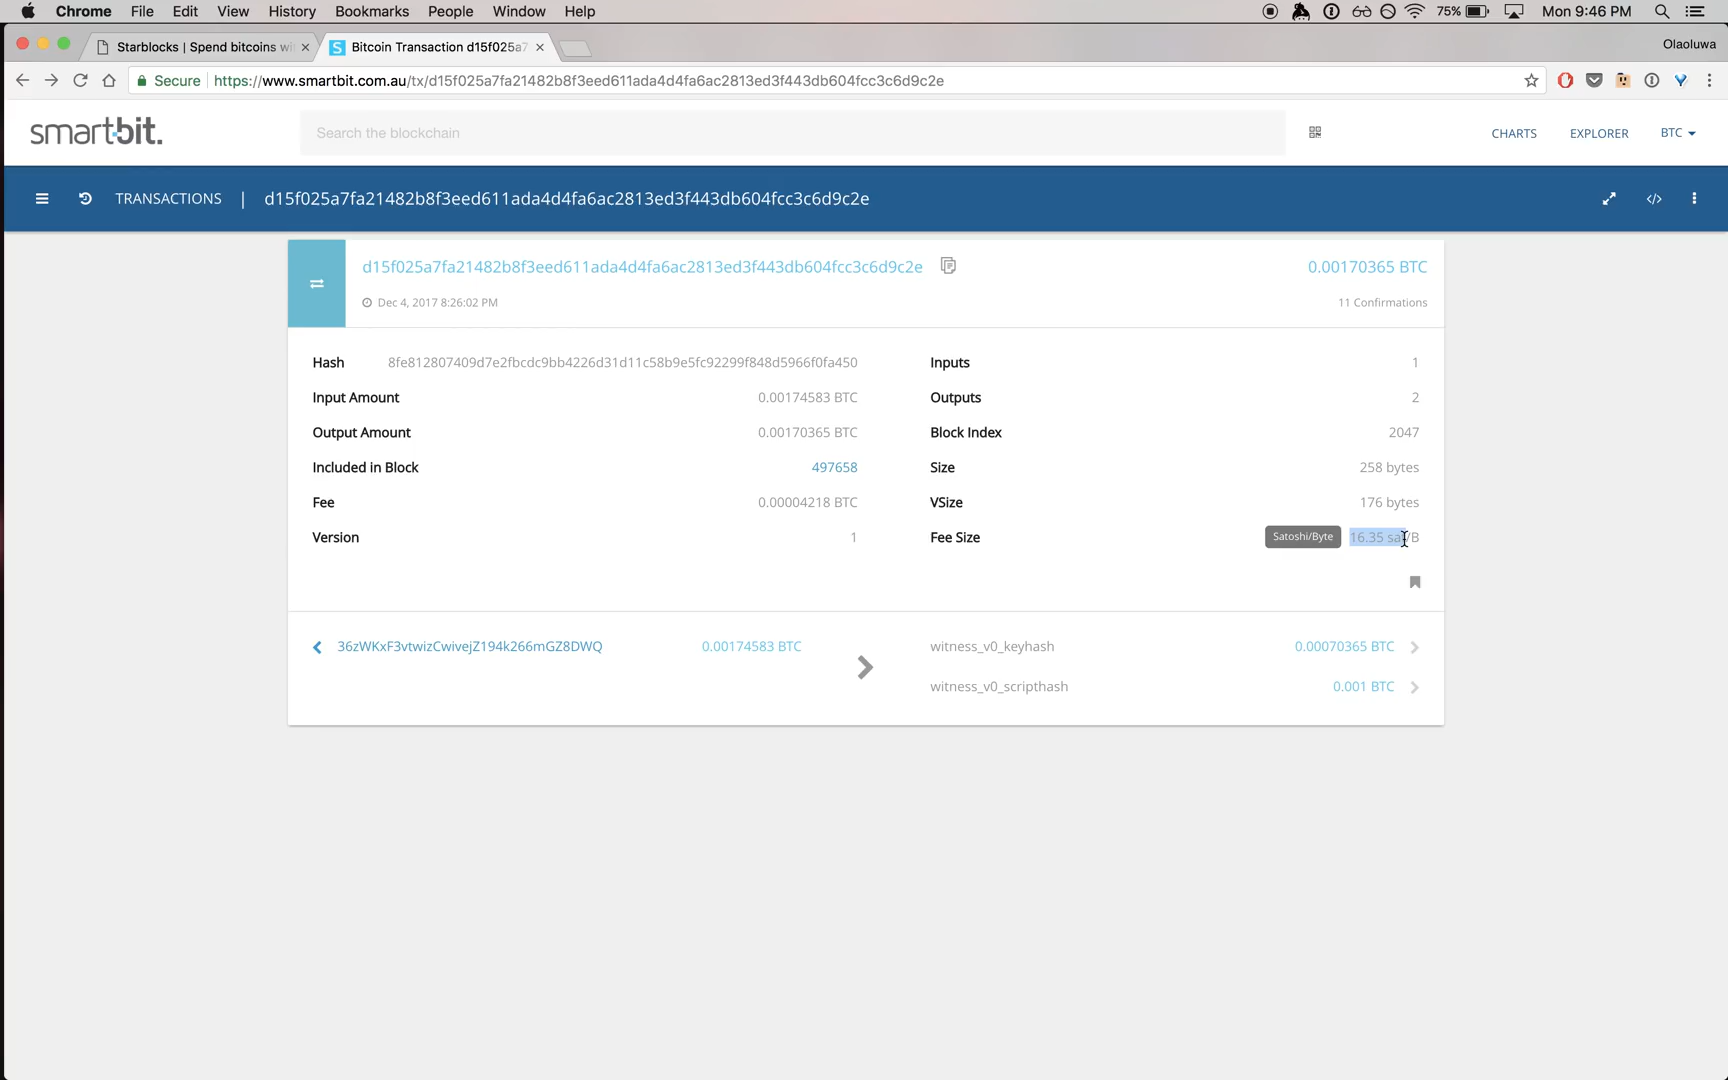 Chrome File Edit View History Bookmarks People Window Help 75% Mon 9:46 PM
Starblocks | Spend bitcoins wi Bitcoin Transaction d15f025a7 Olaoluwa
Secure https://www.smartbit.com.au/tx/d15f025a7fa21482b8f3eed611ada4d4fa6ac2813ed3f443db604fcc3c6d9c2e
smartbit. Search the blockchain CHARTS EXPLORER BTC
TRANSACTIONS | d15f025a7fa21482b8f3eed611ada4d4fa6ac2813ed3f443db604fcc3c6d9c2e
d15f025a7fa21482b8f3eed611ada4d4fa6ac2813ed3f443db604fcc3c6d9c2e 0.00170365 BTC
Dec 4, 2017 8:26:02 PM 11 Confirmations
Hash 8fe812807409d7e2fbcdc9bb4226d31d11c58b9e5fc92299f848d5966f0fa450 Inputs 1
Input Amount 0.00174583 BTC Outputs 2
Output Amount 0.00170365 BTC Block Index 2047
Included in Block 497658 Size 258 bytes
Fee 0.00004218 BTC VSize 176 bytes
Version 1 Fee Size Satoshi/Byte 16.35 sat/B
36zWKxF3vtwizCwivejZ194k266mGZ8DWQ 0.00174583 BTC witness_v0_keyhash 0.00070365 BTC
witness_v0_scripthash 0.001 BTC